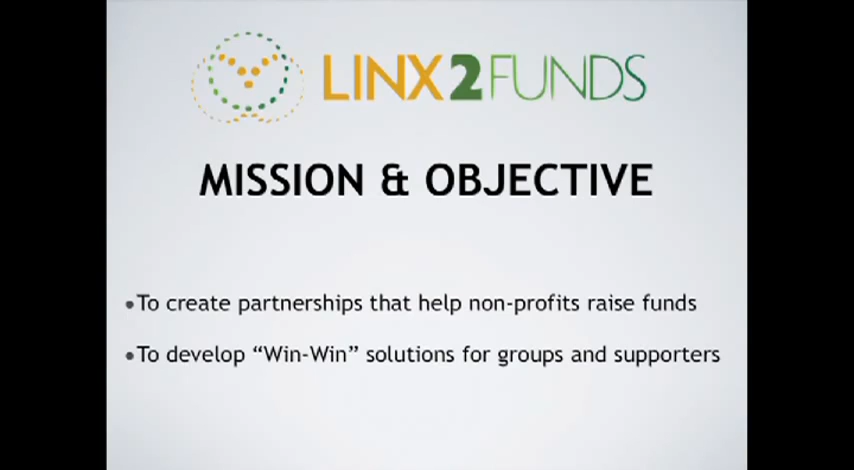 LINX2FUNDS
MISSION & OBJECTIVE
•To create partnerships that help non-profits raise funds
•To develop “Win-Win” solutions for groups and supporters